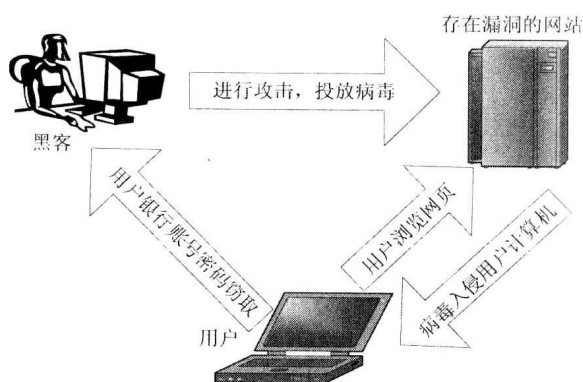 存在漏洞的网站
进行攻击，投放病毒
黑客
用户银行账号密码窃取
用户浏览网页
病毒入侵用户计算机
用户